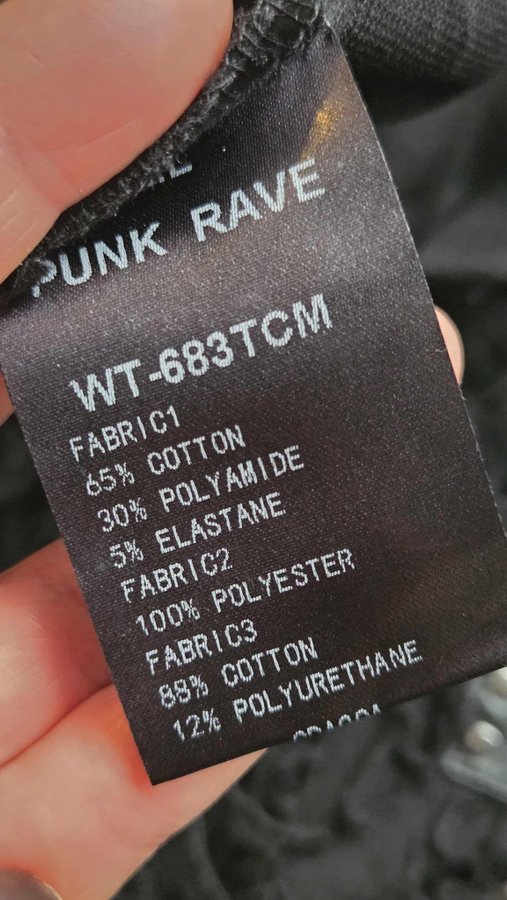 PUNK RAVE
WT-683TCM
FABRIC1
65% COTTON
30% POLYAMIDE
5% ELASTANE
FABRIC2
100% POLYESTER
FABRIC3
88% COTTON
12% POLYURETHANE